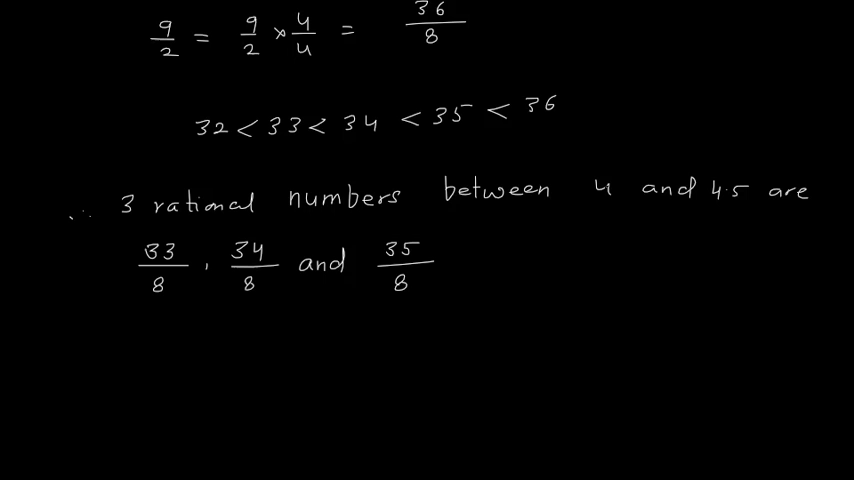 9/2 = 9/2 × 4/4 = 36/8
32 < 33 < 34 < 35 < 36
∴ 3 rational numbers between 4 and 4.5 are
33/8 , 34/8 and 35/8